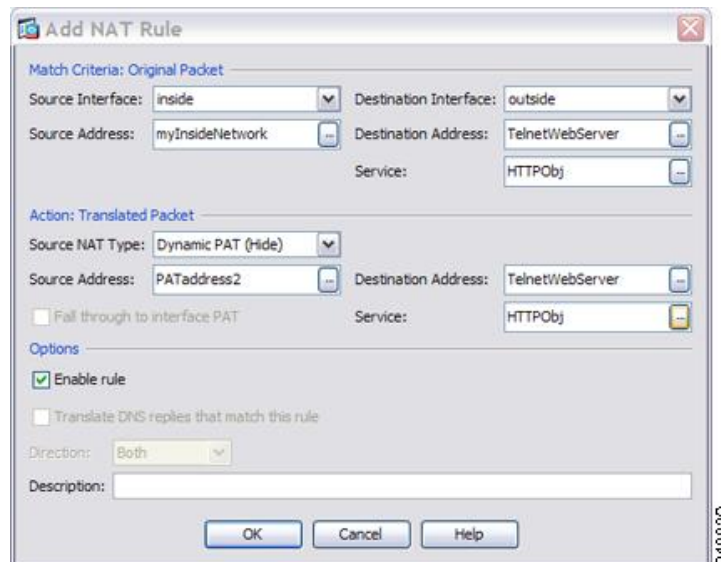 Add NAT Rule
Match Criteria: Original Packet
Source Interface: inside Destination Interface: outside
Source Address: myInsideNetwork ... Destination Address: TelnetWebServer ...
Service: HTTPObj ...
Action: Translated Packet
Source NAT Type: Dynamic PAT (Hide)
Source Address: PATaddress2 ... Destination Address: TelnetWebServer ...
Fall through to interface PAT Service: HTTPObj ...
Options
Enable rule
Translate DNS replies that match this rule
Direction: Both
Description:
OK Cancel Help